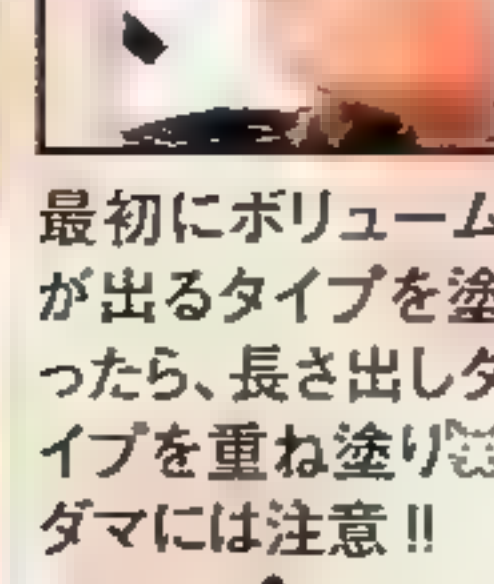 最初にボリューム
が出るタイプを塗
ったら、長さ出しタ
イプを重ね塗り
ダマには注意!!